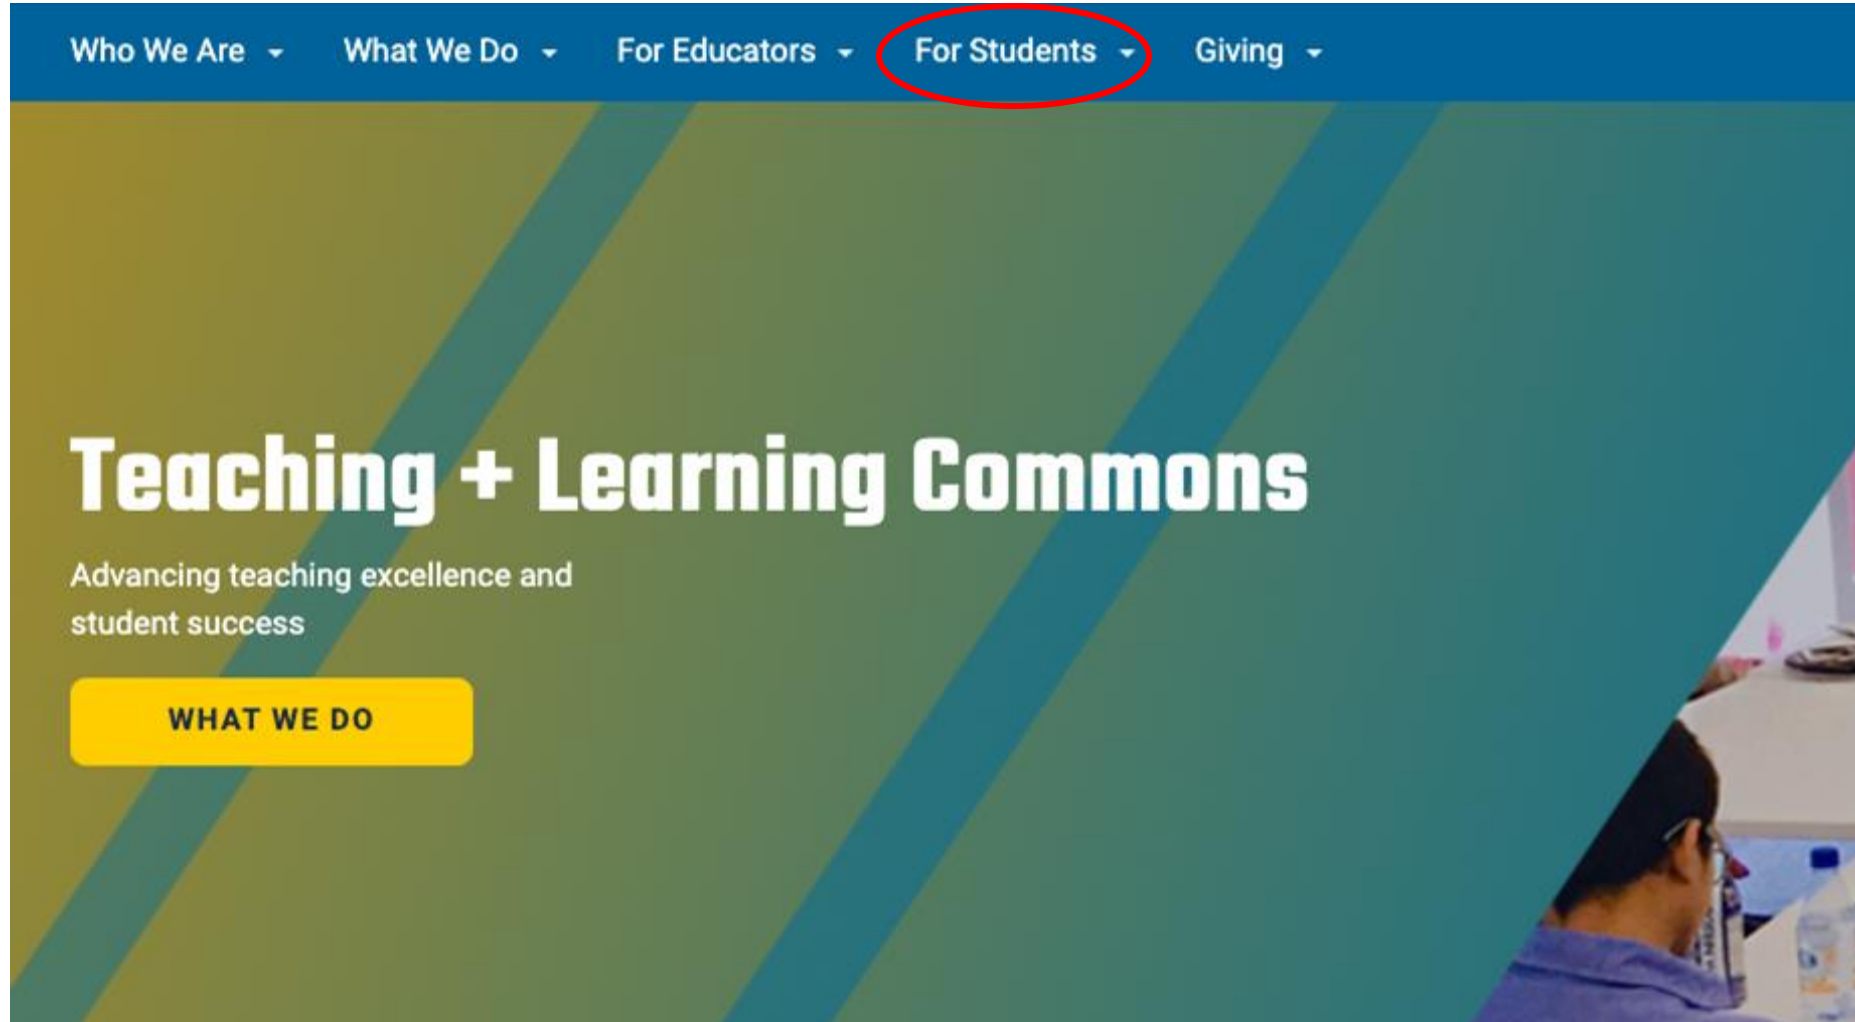 Who We Are
What We Do
For Educators
For Students
Giving
Teaching + Learning Commons
Advancing teaching excellence and
student success
WHAT WE DO